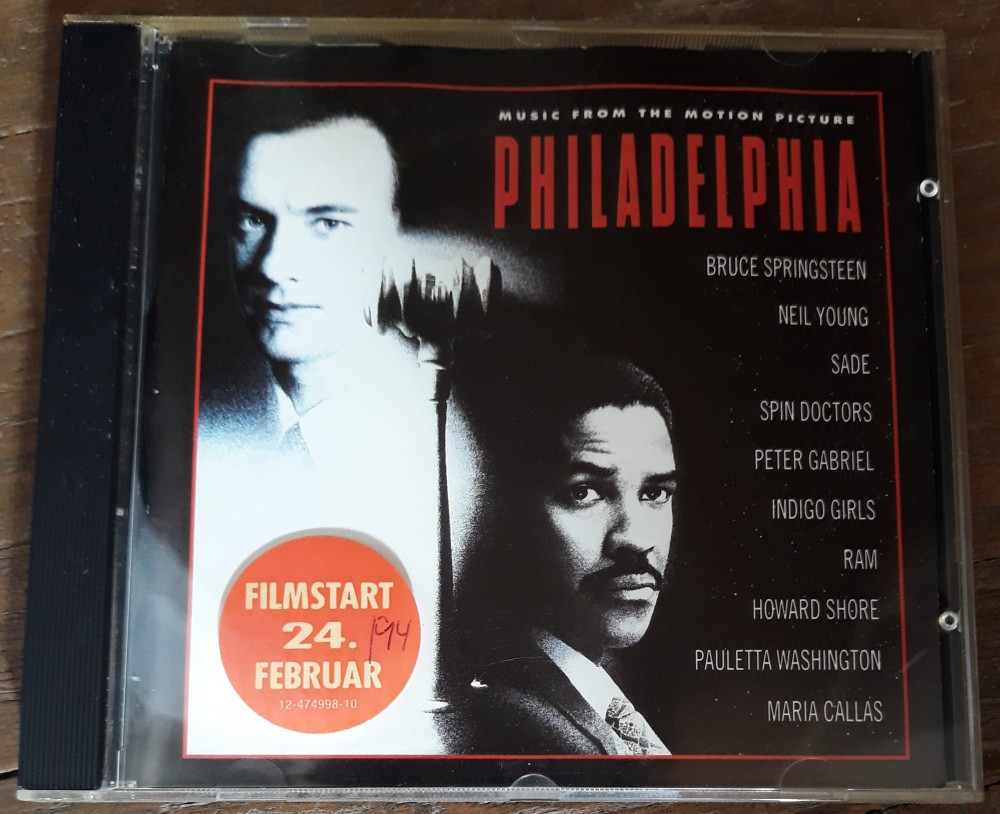 MUSIC FROM THE MOTION PICTURE
PHILADELPHIA
BRUCE SPRINGSTEEN
NEIL YOUNG
SADE
SPIN DOCTORS
PETER GABRIEL
INDIGO GIRLS
RAM
HOWARD SHORE
PAULETTA WASHINGTON
MARIA CALLAS
FILMSTART
24. '94
FEBRUAR
12-474998-10